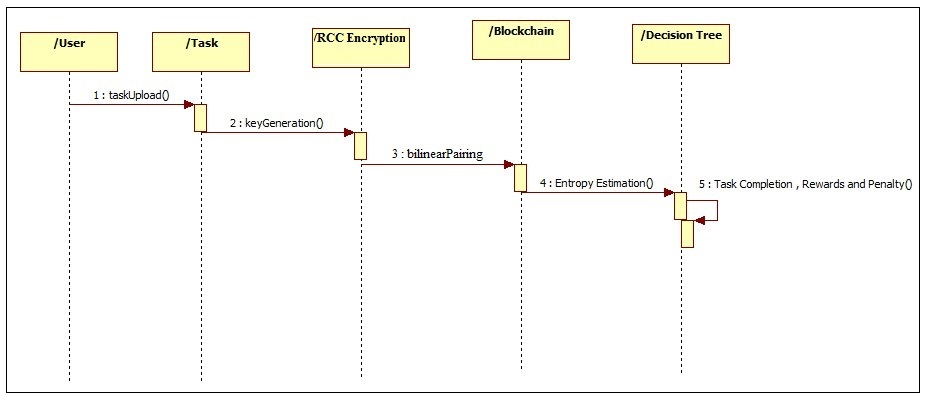 /User
/Task
/RCC Encryption
/Blockchain
/Decision Tree
1 : taskUpload()
2 : keyGeneration()
3 : bilinearPairing
4 : Entropy Estimation()
5 : Task Completion , Rewards and Penalty()